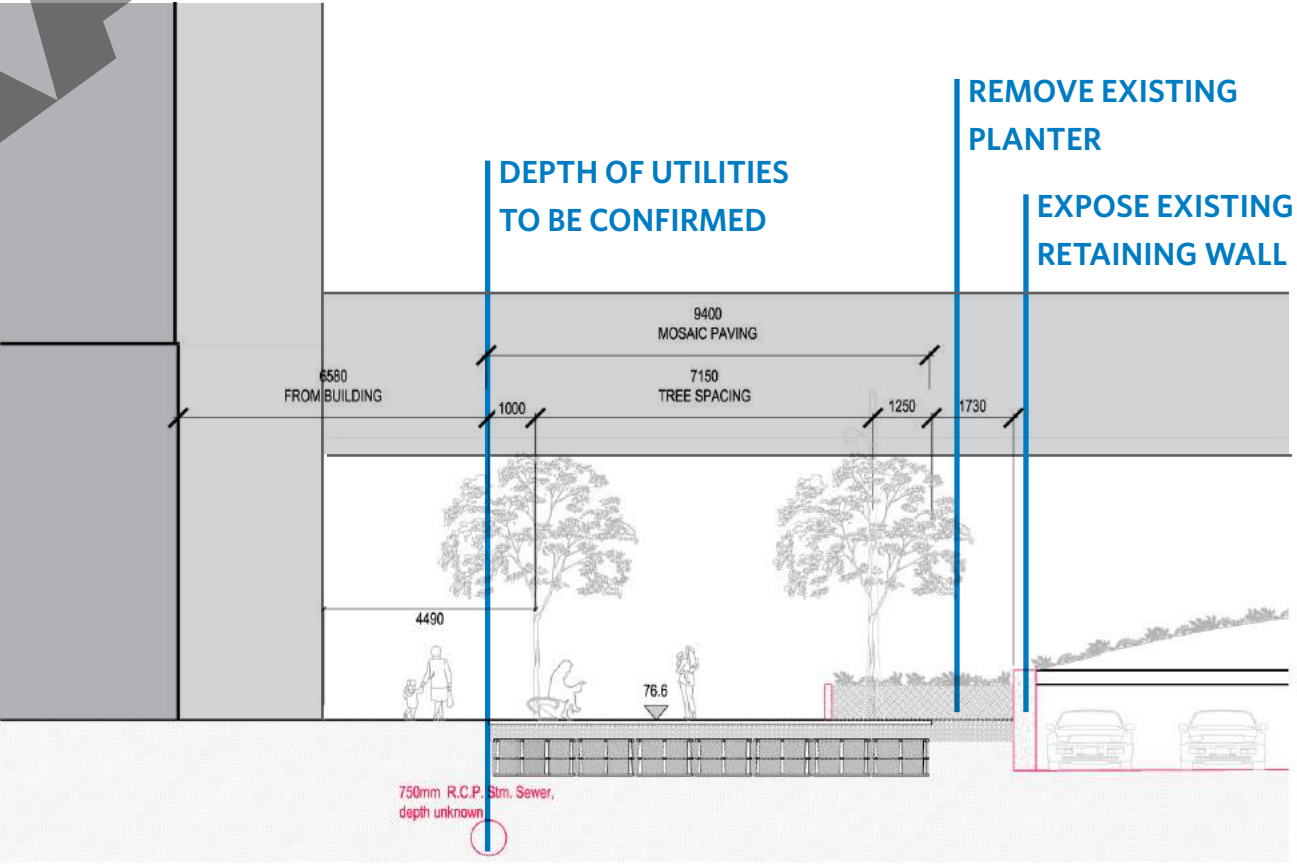 REMOVE EXISTING
PLANTER
DEPTH OF UTILITIES
TO BE CONFIRMED
EXPOSE EXISTING
RETAINING WALL
9400
MOSAIC PAVING
6580
FROM BUILDING
7150
TREE SPACING
1000
1250
1730
4490
76.6
750mm R.C.P. Stm. Sewer,
depth unknown